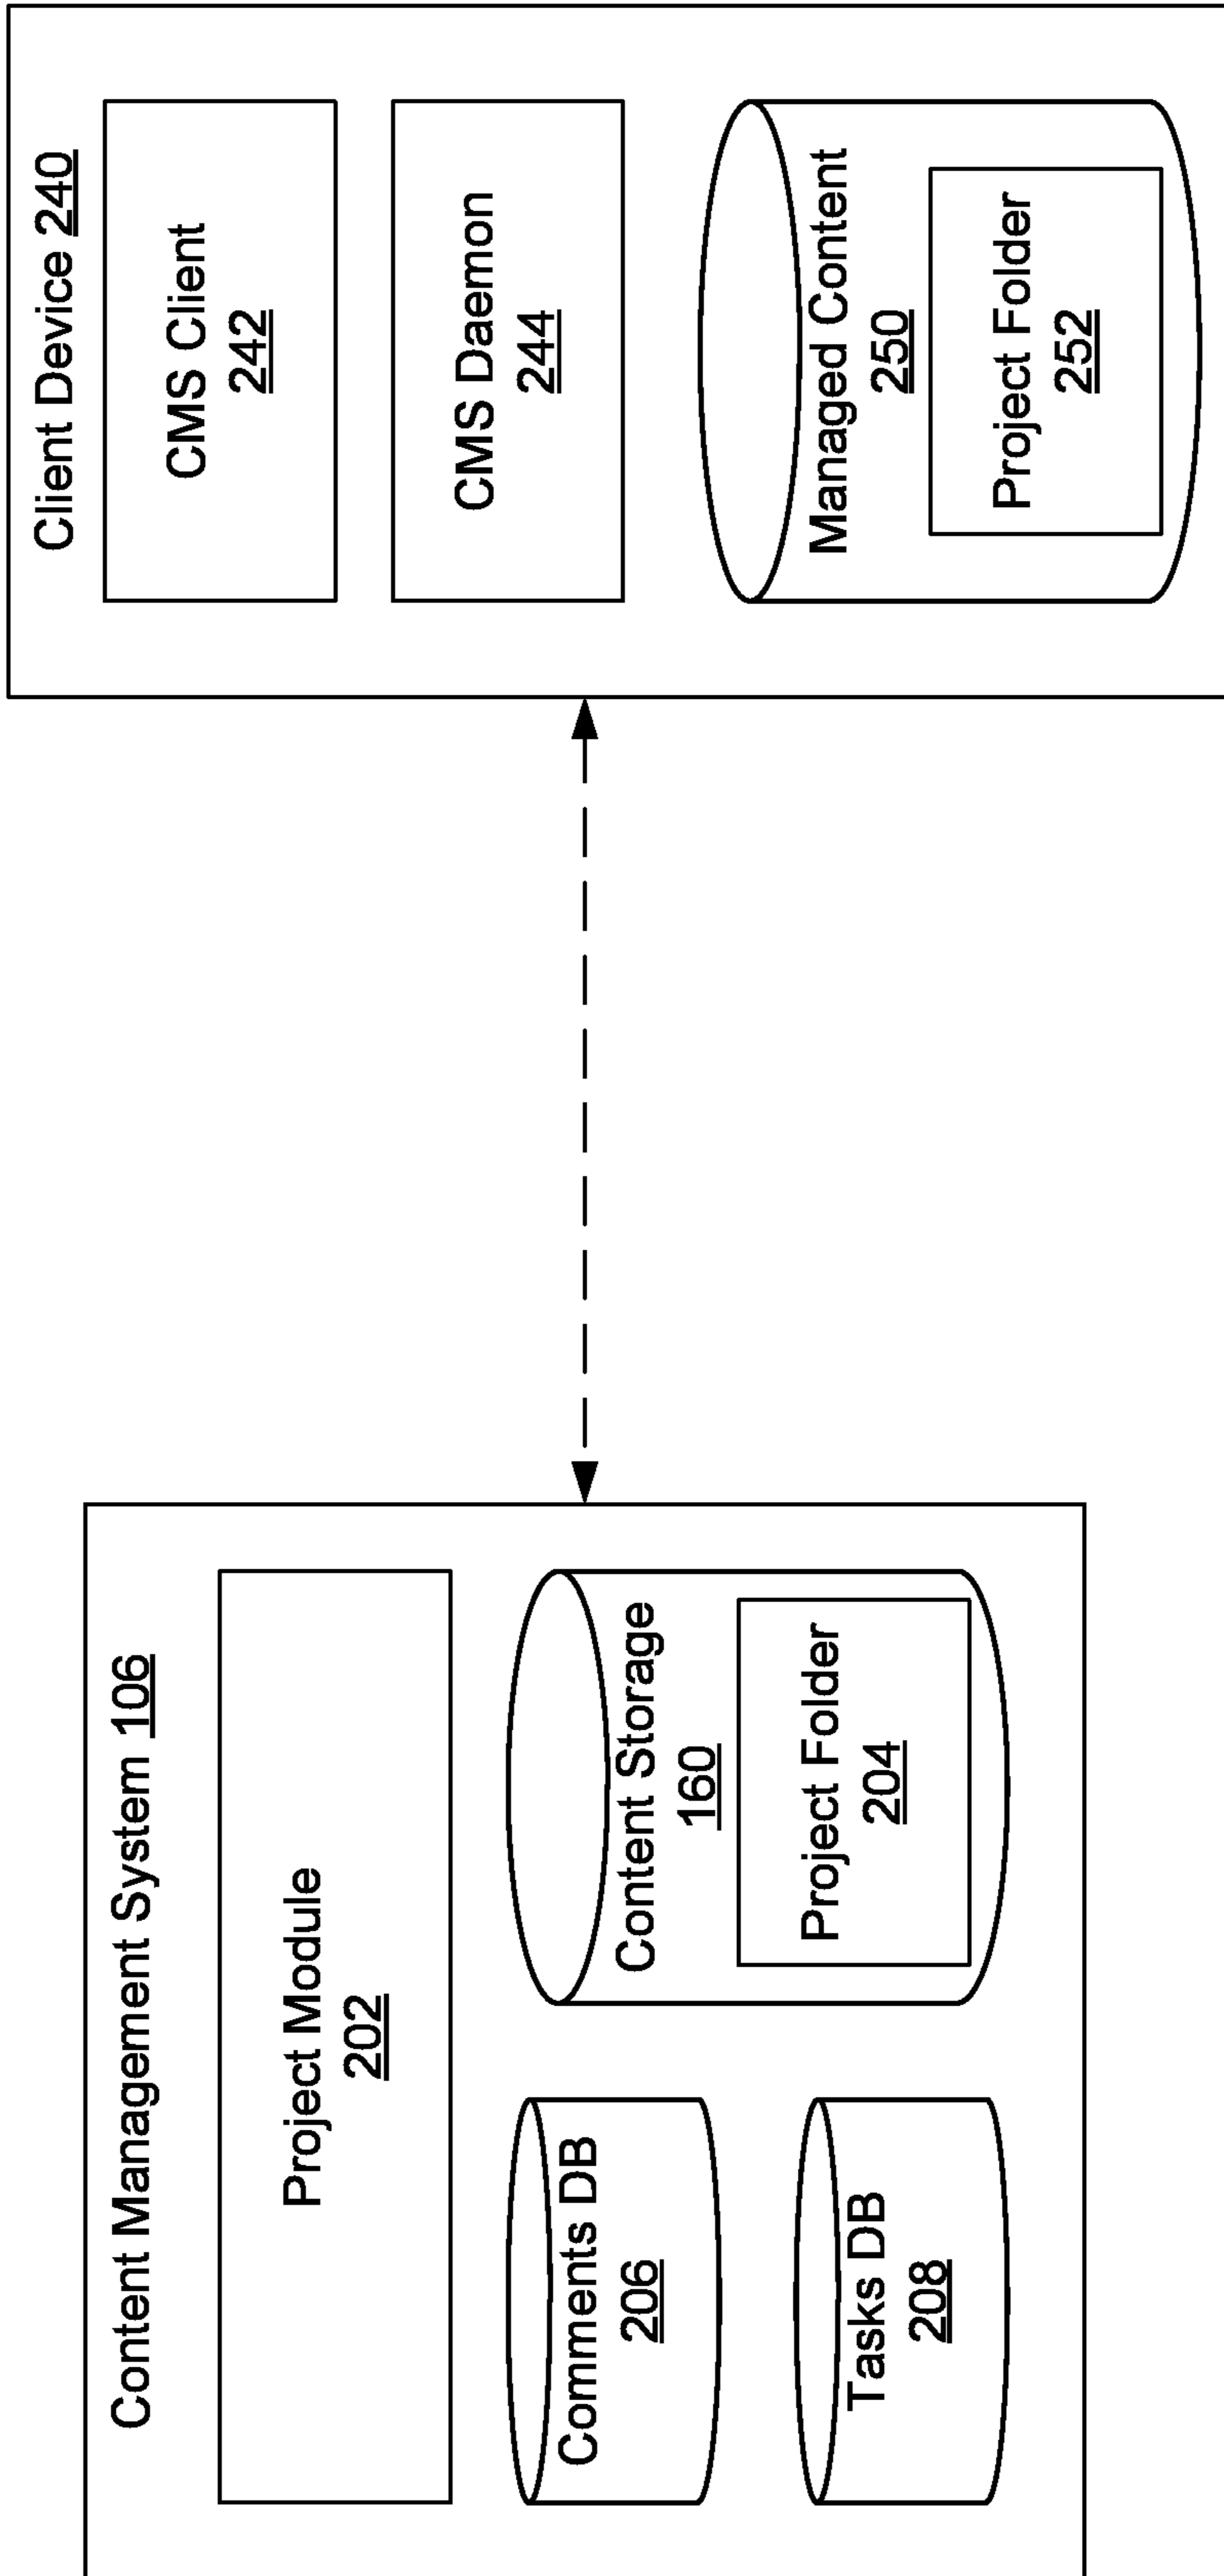 Content Management System 106
Project Module
202
Comments DB
206
Tasks DB
208
Content Storage
160
Project Folder
204
Client Device 240
CMS Client
242
CMS Daemon
244
Managed Content
250
Project Folder
252